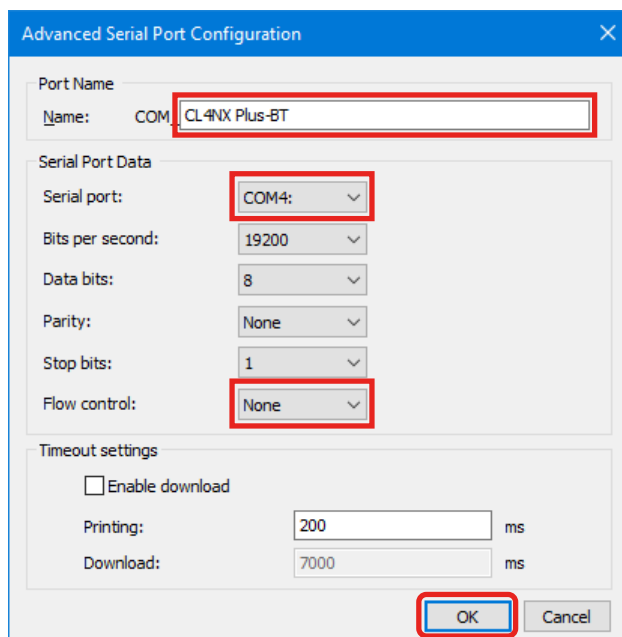 Advanced Serial Port Configuration
Port Name
Name: COM_ CL4NX Plus-BT
Serial Port Data
Serial port: COM4:
Bits per second: 19200
Data bits: 8
Parity: None
Stop bits: 1
Flow control: None
Timeout settings
Enable download
Printing: 200 ms
Download: 7000 ms
OK Cancel